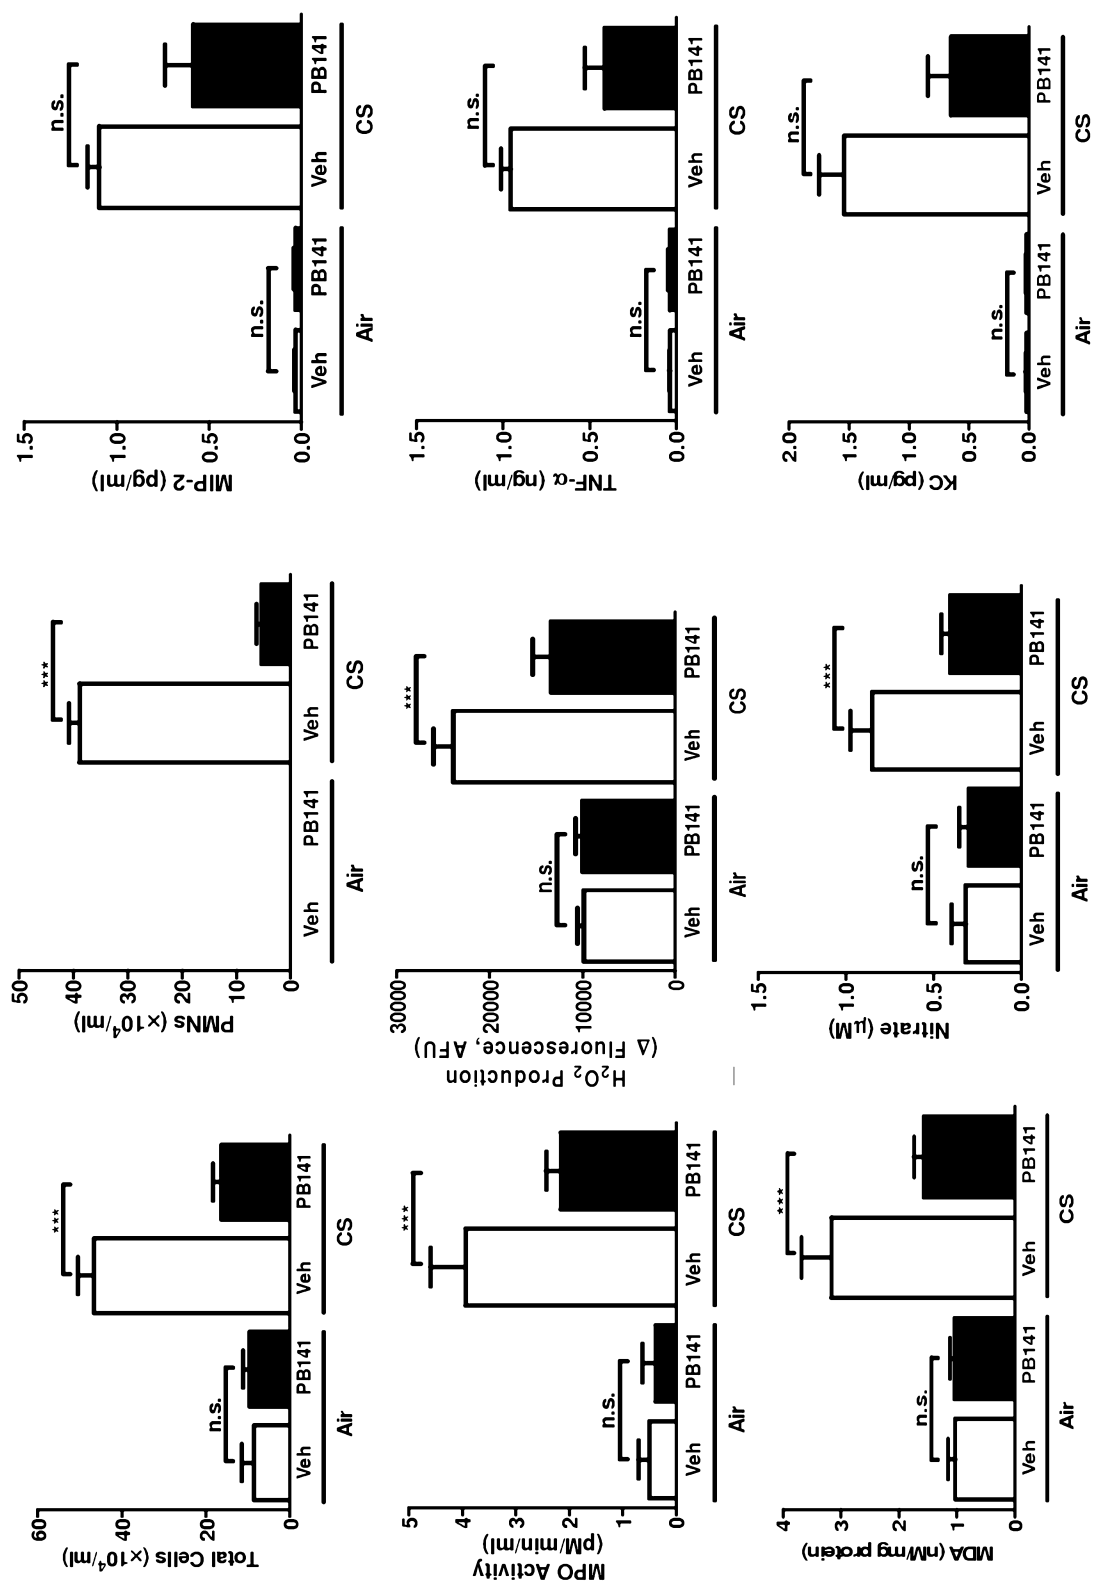 Total Cells (×10⁴/ml)
60
40
20
0
n.s.
***
Veh PB141 Veh PB141
Air CS
PMNs (×10⁴/ml)
50
40
30
20
10
0
***
Veh PB141 Veh PB141
Air CS
MIP-2 (pg/ml)
1.5
1.0
0.5
0.0
n.s.
n.s.
Veh PB141 Veh PB141
Air CS
MPO Activity
(pM/min/ml)
5
4
3
2
1
0
n.s.
***
Veh PB141 Veh PB141
Air CS
H₂O₂ Production
(Δ Fluorescence, AFU)
30000
20000
10000
0
n.s.
***
Veh PB141 Veh PB141
Air CS
TNF-α (ng/ml)
1.5
1.0
0.5
0.0
n.s.
n.s.
Veh PB141 Veh PB141
Air CS
MDA (nM/mg protein)
4
3
2
1
0
n.s.
***
Veh PB141 Veh PB141
Air CS
Nitrate (μM)
1.5
1.0
0.5
0.0
n.s.
***
Veh PB141 Veh PB141
Air CS
KC (pg/ml)
2.0
1.5
1.0
0.5
0.0
n.s.
n.s.
Veh PB141 Veh PB141
Air CS